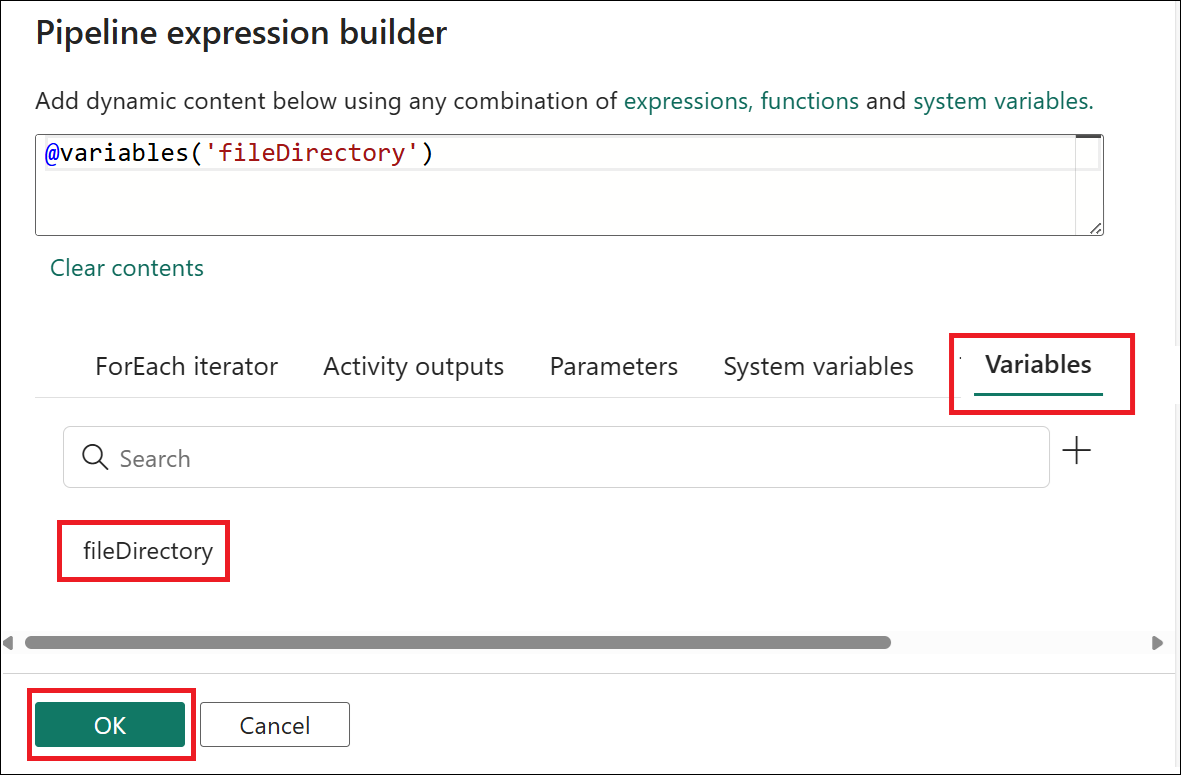 Pipeline expression builder
Add dynamic content below using any combination of expressions, functions and system variables.
@variables('fileDirectory')
Clear contents
ForEach iterator Activity outputs Parameters System variables Variables
Search
fileDirectory
OK Cancel